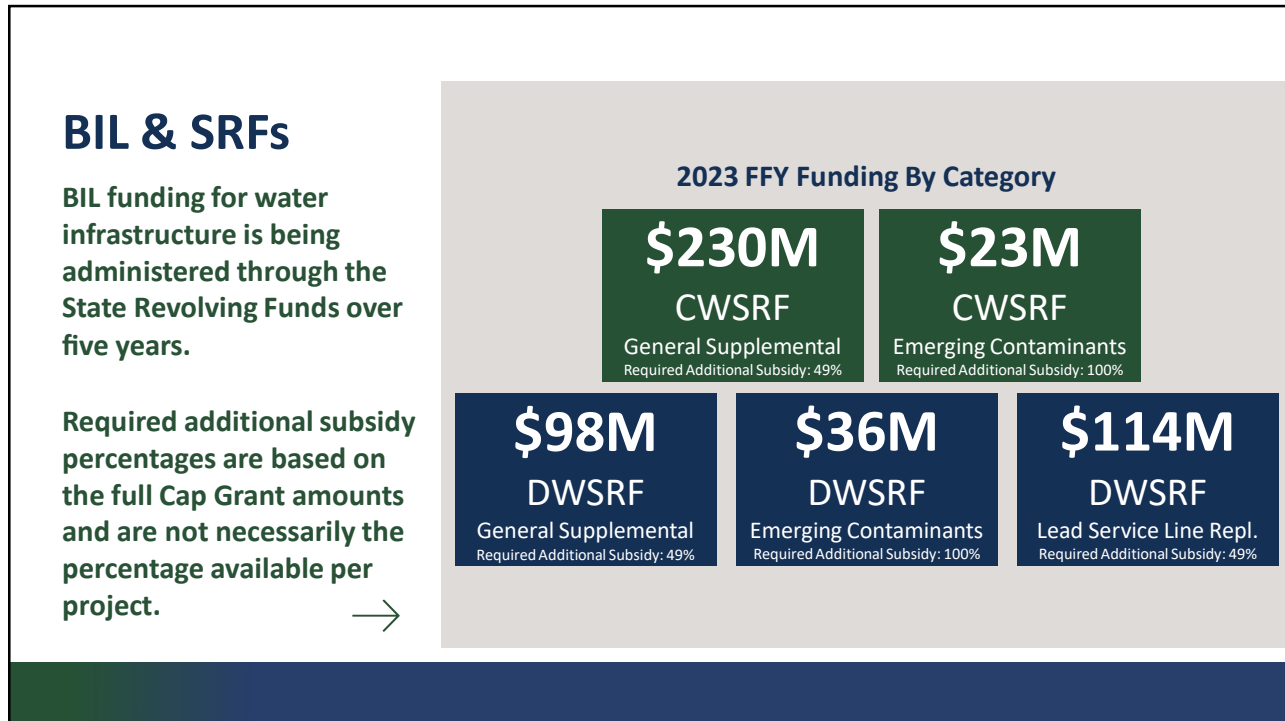 BIL & SRFs
BIL funding for water
infrastructure is being
administered through the
State Revolving Funds over
five years.
Required additional subsidy
percentages are based on
the full Cap Grant amounts
and are not necessarily the
percentage available per
project.
2023 FFY Funding By Category
$230M
CWSRF
General Supplemental
Required Additional Subsidy: 49%
$23M
CWSRF
Emerging Contaminants
Required Additional Subsidy: 100%
$98M
DWSRF
General Supplemental
Required Additional Subsidy: 49%
$36M
DWSRF
Emerging Contaminants
Required Additional Subsidy: 100%
$114M
DWSRF
Lead Service Line Repl.
Required Additional Subsidy: 49%